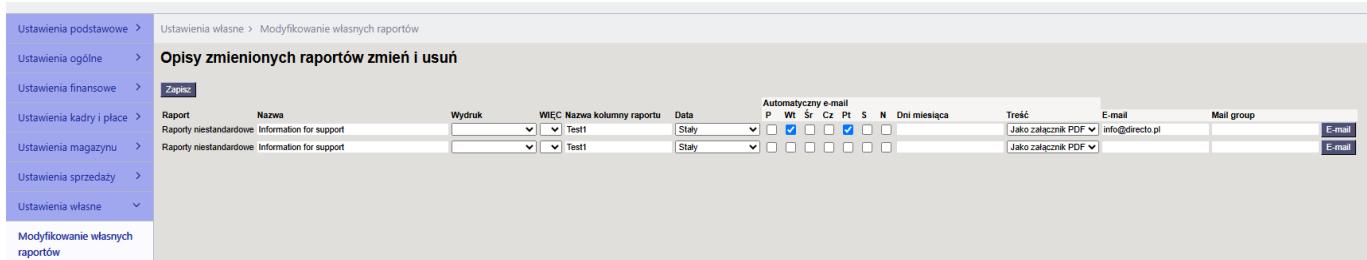 Ustawienia podstawowe
Ustawienia ogólne
Ustawienia finansowe
Ustawienia kadry i płace
Ustawienia magazynu
Ustawienia sprzedaży
Ustawienia własne
Modyfikowanie własnych
raportów
Ustawienia własne > Modyfikowanie własnych raportów
Opisy zmienionych raportów zmień i usuń
Zapisz
Automatyczny e-mail
Raport Nazwa Wydruk WIĘC Nazwa kolumny raportu Data P Wt Śr Cz Pt S N Dni miesiąca Treść E-mail Mail group
Raporty niestandardowe Information for support Test1 Stały Jako załącznik PDF info@directo.pl E-mail
Raporty niestandardowe Information for support Test1 Stały Jako załącznik PDF E-mail